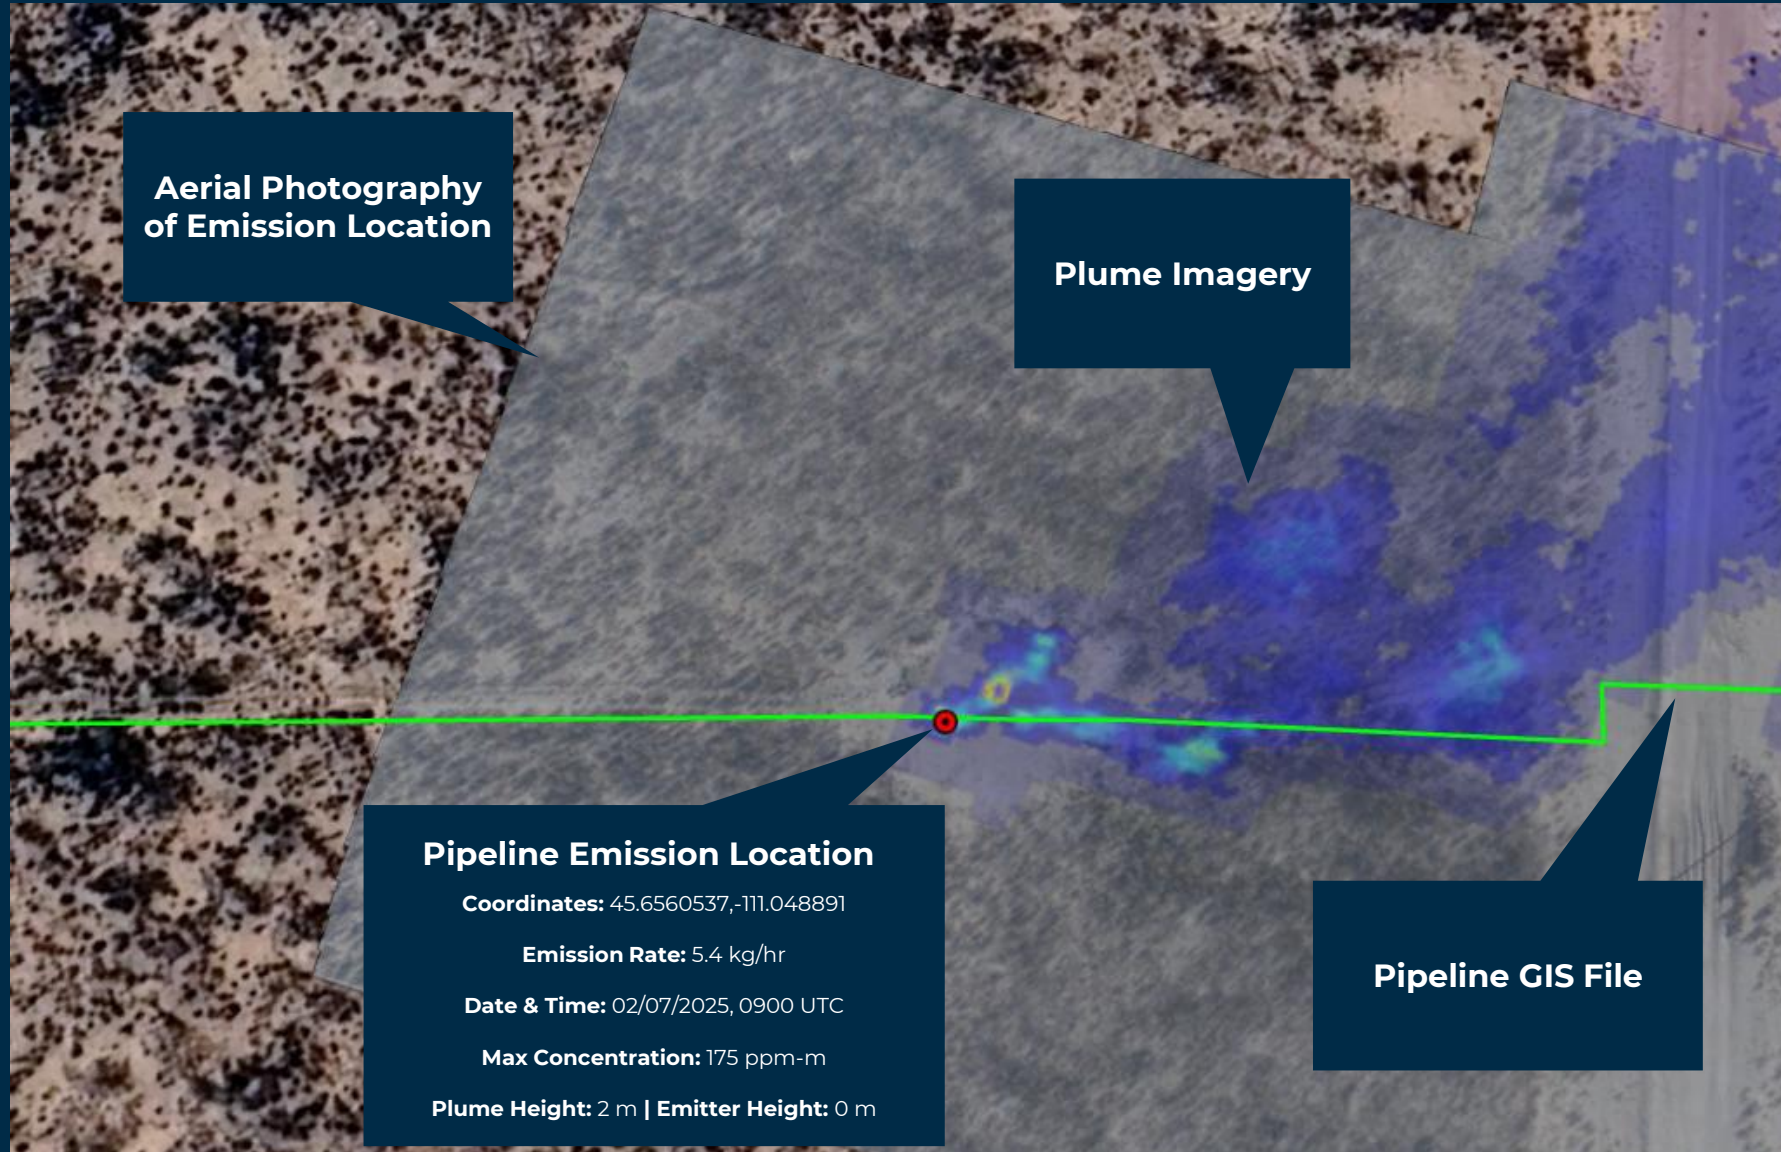 Aerial Photography
of Emission Location
Plume Imagery
Pipeline Emission Location
Coordinates: 45.6560537,-111.048891
Emission Rate: 5.4 kg/hr
Date & Time: 02/07/2025, 0900 UTC
Max Concentration: 175 ppm-m
Plume Height: 2 m | Emitter Height: 0 m
Pipeline GIS File